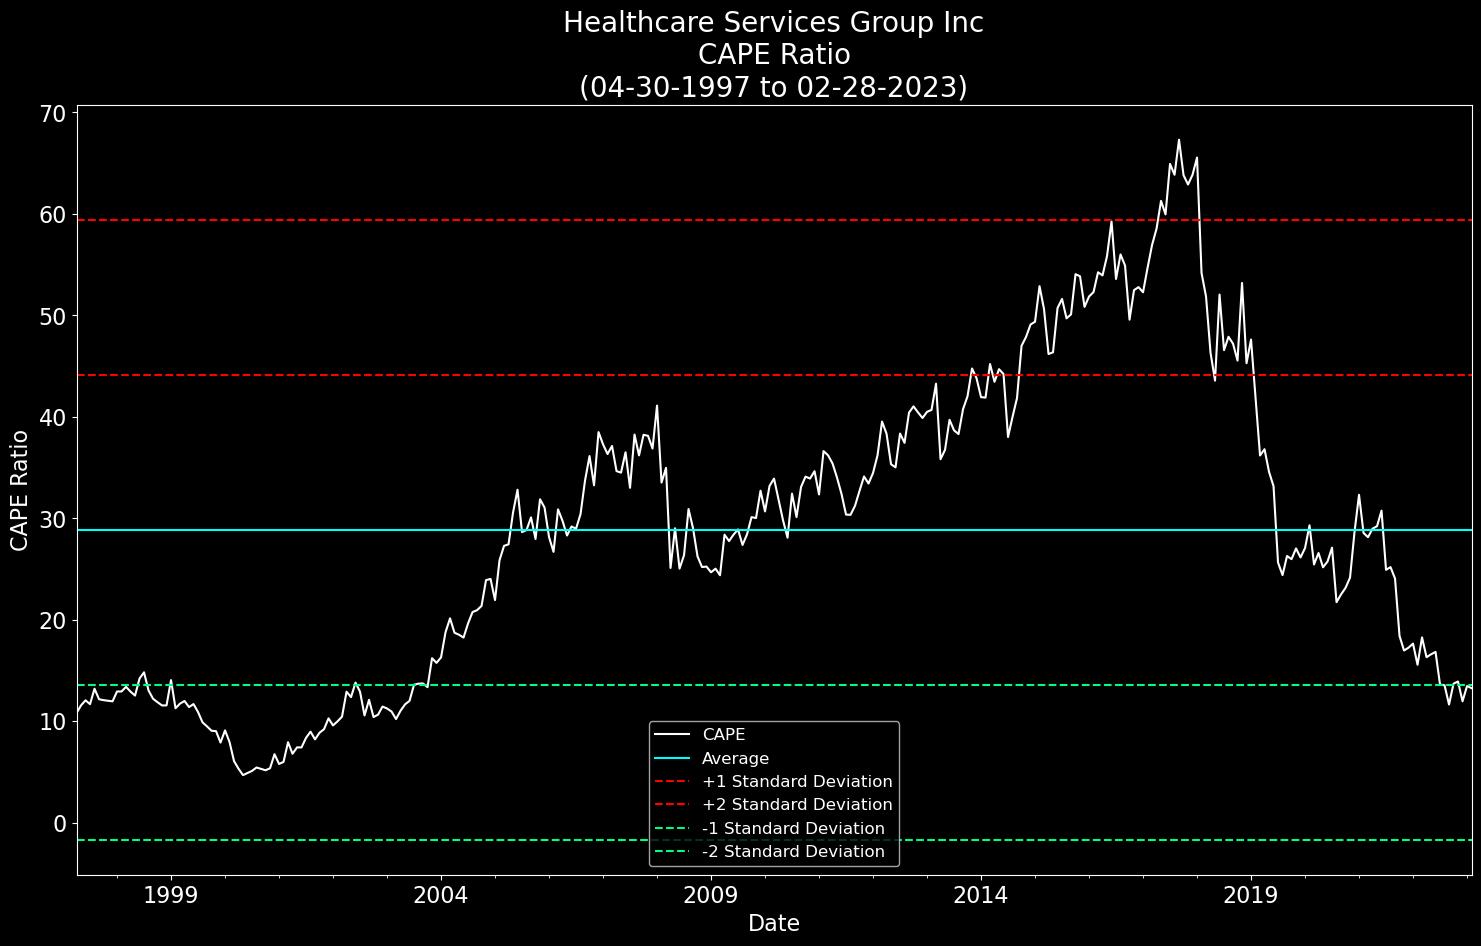 Healthcare Services Group Inc
CAPE Ratio
(04-30-1997 to 02-28-2023)
70
60
50
40
30
20
10
0
CAPE Ratio
CAPE
Average
+1 Standard Deviation
+2 Standard Deviation
-1 Standard Deviation
-2 Standard Deviation
1999 2004 2009 2014 2019
Date